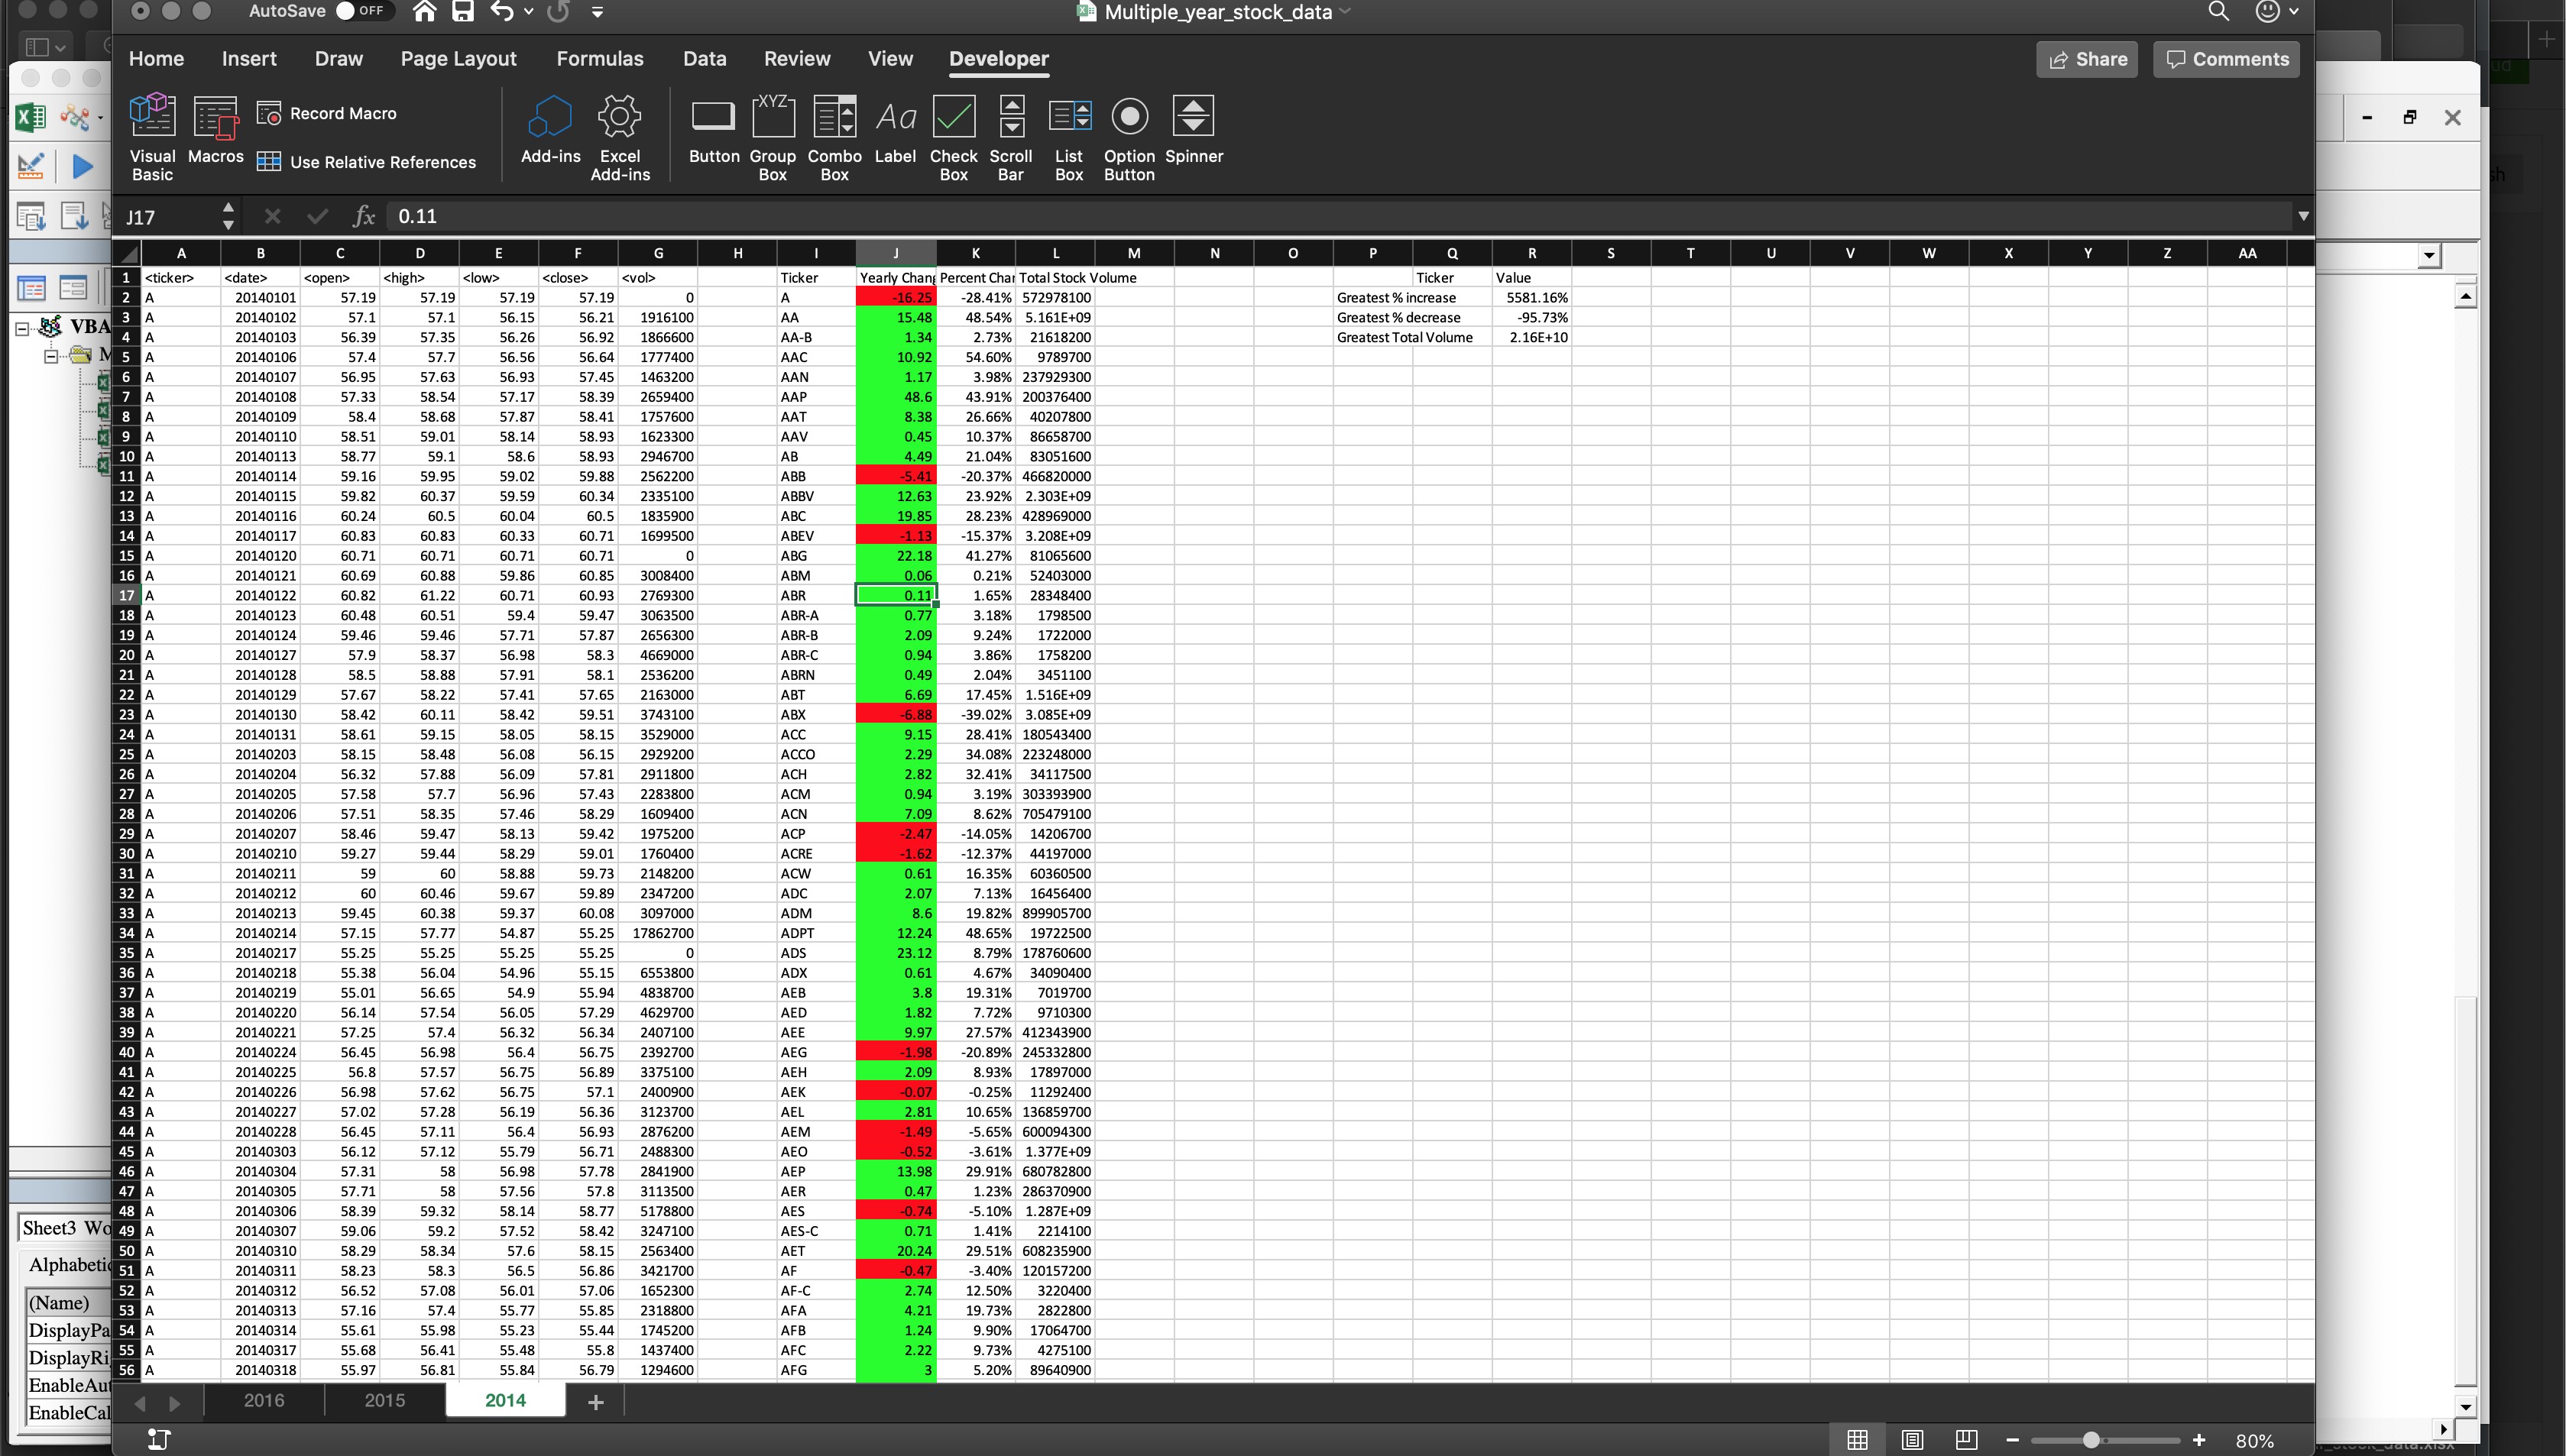 AutoSave OFF Multiple_year_stock_data
Home Insert Draw Page Layout Formulas Data Review View Developer Share Comments
Visual Basic Macros Record Macro Use Relative References Add-ins Excel Add-ins Button Group Box Combo Box Label Check Box Scroll Bar List Box Option Button Spinner
J17 fx 0.11
A B C D E F G H I J K L M N O P Q R S T U V W X Y Z AA
1 <ticker> <date> <open> <high> <low> <close> <vol> Ticker Yearly Chang Percent Char Total Stock Volume Ticker Value
2 A 20140101 57.19 57.19 57.19 57.19 0 A -16.25 -28.41% 572978100 Greatest % increase 5581.16%
3 A 20140102 57.1 57.1 56.15 56.21 1916100 AA 15.48 48.54% 5.161E+09 Greatest % decrease -95.73%
4 A 20140103 56.39 57.35 56.26 56.92 1866600 AA-B 1.34 2.73% 21618200 Greatest Total Volume 2.16E+10
5 A 20140106 57.4 57.7 56.56 56.64 1777400 AAC 10.92 54.60% 9789700
6 A 20140107 56.95 57.63 56.93 57.45 1463200 AAN 1.17 3.98% 237929300
7 A 20140108 57.33 58.54 57.17 58.39 2659400 AAP 48.6 43.91% 200376400
8 A 20140109 58.4 58.68 57.87 58.41 1757600 AAT 8.38 26.66% 40207800
9 A 20140110 58.51 59.01 58.14 58.93 1623300 AAV 0.45 10.37% 86658700
10 A 20140113 58.77 59.1 58.6 58.93 2946700 AB 4.49 21.04% 83051600
11 A 20140114 59.16 59.95 59.02 59.88 2562200 ABB -5.41 -20.37% 466820000
12 A 20140115 59.82 60.37 59.59 60.34 2335100 ABBV 12.63 23.92% 2.303E+09
13 A 20140116 60.24 60.5 60.04 60.5 1835900 ABC 19.85 28.23% 428969000
14 A 20140117 60.83 60.83 60.33 60.71 1699500 ABEV -1.13 -15.37% 3.208E+09
15 A 20140120 60.71 60.71 60.71 60.71 0 ABG 22.18 41.27% 81065600
16 A 20140121 60.69 60.88 59.86 60.85 3008400 ABM 0.06 0.21% 52403000
17 A 20140122 60.82 61.22 60.71 60.93 2769300 ABR 0.11 1.65% 28348400
18 A 20140123 60.48 60.51 59.4 59.47 3063500 ABR-A 0.77 3.18% 1798500
19 A 20140124 59.46 59.46 57.71 57.87 2656300 ABR-B 2.09 9.24% 1722000
20 A 20140127 57.9 58.37 56.98 58.3 4669000 ABR-C 0.94 3.86% 1758200
21 A 20140128 58.5 58.88 57.91 58.1 2536200 ABRN 0.49 2.04% 3451100
22 A 20140129 57.67 58.22 57.41 57.65 2163000 ABT 6.69 17.45% 1.516E+09
23 A 20140130 58.42 60.11 58.42 59.51 3743100 ABX -6.88 -39.02% 3.085E+09
24 A 20140131 58.61 59.15 58.05 58.15 3529000 ACC 9.15 28.41% 180543400
25 A 20140203 58.15 58.48 56.08 56.15 2929200 ACCO 2.29 34.08% 223248000
26 A 20140204 56.32 57.88 56.09 57.81 2911800 ACH 2.82 32.41% 34117500
27 A 20140205 57.58 57.7 56.96 57.43 2283800 ACM 0.94 3.19% 303393900
28 A 20140206 57.51 58.35 57.46 58.29 1609400 ACN 7.09 8.62% 705479100
29 A 20140207 58.46 59.47 58.13 59.42 1975200 ACP -2.47 -14.05% 14206700
30 A 20140210 59.27 59.44 58.29 59.01 1760400 ACRE -1.62 -12.37% 44197000
31 A 20140211 59 60 58.88 59.73 2148200 ACW 0.61 16.35% 60360500
32 A 20140212 60 60.46 59.67 59.89 2347200 ADC 2.07 7.13% 16456400
33 A 20140213 59.45 60.38 59.37 60.08 3097000 ADM 8.6 19.82% 899905700
34 A 20140214 57.15 57.77 54.87 55.25 17862700 ADPT 12.24 48.65% 19722500
35 A 20140217 55.25 55.25 55.25 55.25 0 ADS 23.12 8.79% 178760600
36 A 20140218 55.38 56.04 54.96 55.15 6553800 ADX 0.61 4.67% 34090400
37 A 20140219 55.01 56.65 54.9 55.94 4838700 AEB 3.8 19.31% 7019700
38 A 20140220 56.14 57.54 56.05 57.29 4629700 AED 1.82 7.72% 9710300
39 A 20140221 57.25 57.4 56.32 56.34 2407100 AEE 9.97 27.57% 412343900
40 A 20140224 56.45 56.98 56.4 56.75 2392700 AEG -1.98 -20.89% 245332800
41 A 20140225 56.8 57.57 56.75 56.89 3375100 AEH 2.09 8.93% 17897000
42 A 20140226 56.98 57.62 56.75 57.1 2400900 AEK -0.07 -0.25% 11292400
43 A 20140227 57.02 57.28 56.19 56.36 3123700 AEL 2.81 10.65% 136859700
44 A 20140228 56.45 57.11 56.4 56.93 2876200 AEM -1.49 -5.65% 600094300
45 A 20140303 56.12 57.12 55.79 56.71 2488300 AEO -0.52 -3.61% 1.377E+09
46 A 20140304 57.31 58 56.98 57.78 2841900 AEP 13.98 29.91% 680782800
47 A 20140305 57.71 58 57.56 57.8 3113500 AER 0.47 1.23% 286370900
48 A 20140306 58.39 59.32 58.14 58.77 5178800 AES -0.74 -5.10% 1.287E+09
49 A 20140307 59.06 59.2 57.52 58.42 3247100 AES-C 0.71 1.41% 2214100
50 A 20140310 58.29 58.34 57.6 58.15 2563400 AET 20.24 29.51% 608235900
51 A 20140311 58.23 58.3 56.5 56.86 3421700 AF -0.47 -3.40% 120157200
52 A 20140312 56.52 57.08 56.01 57.06 1652300 AF-C 2.74 12.50% 3220400
53 A 20140313 57.16 57.4 55.77 55.85 2318800 AFA 4.21 19.73% 2822800
54 A 20140314 55.61 55.98 55.23 55.44 1745200 AFB 1.24 9.90% 17064700
55 A 20140317 55.68 56.41 55.48 55.8 1437400 AFC 2.22 9.73% 4275100
56 A 20140318 55.97 56.81 55.84 56.79 1294600 AFG 3 5.20% 89640900
2016 2015 2014
80%
VBA
M
Sheet3 Wo
Alphabetic
(Name)
DisplayPa
DisplayRi
EnableAut
EnableCal